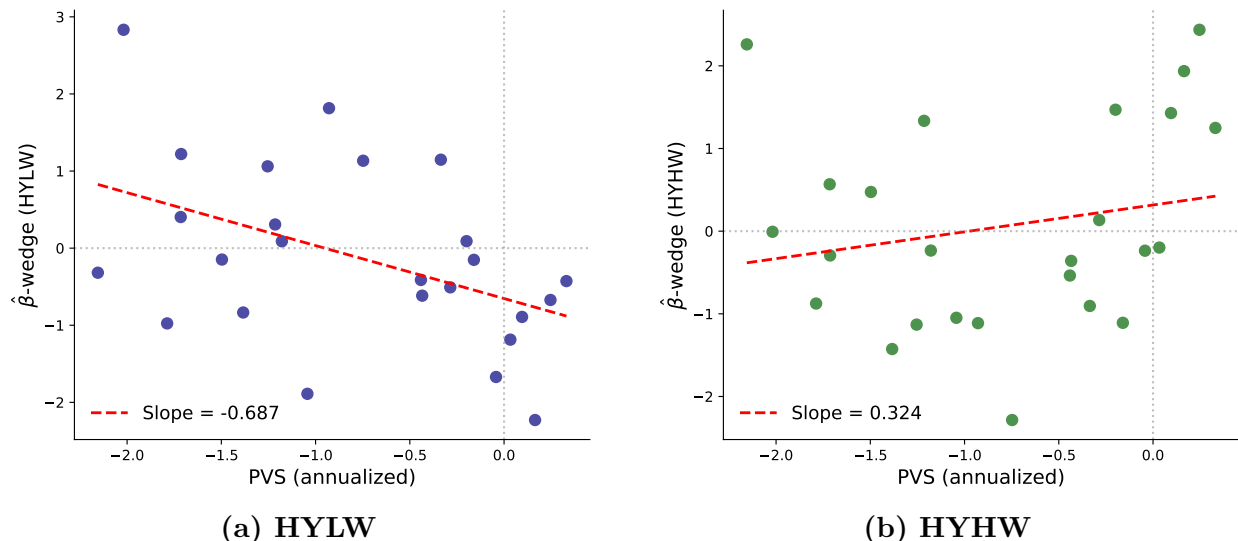 3
2
1
0
−1
−2
β̂-wedge (HYLW)
Slope = -0.687
−2.0 −1.5 −1.0 −0.5 0.0
PVS (annualized)
(a) HYLW
2
1
0
−1
−2
β̂-wedge (HYHW)
Slope = 0.324
−2.0 −1.5 −1.0 −0.5 0.0
PVS (annualized)
(b) HYHW